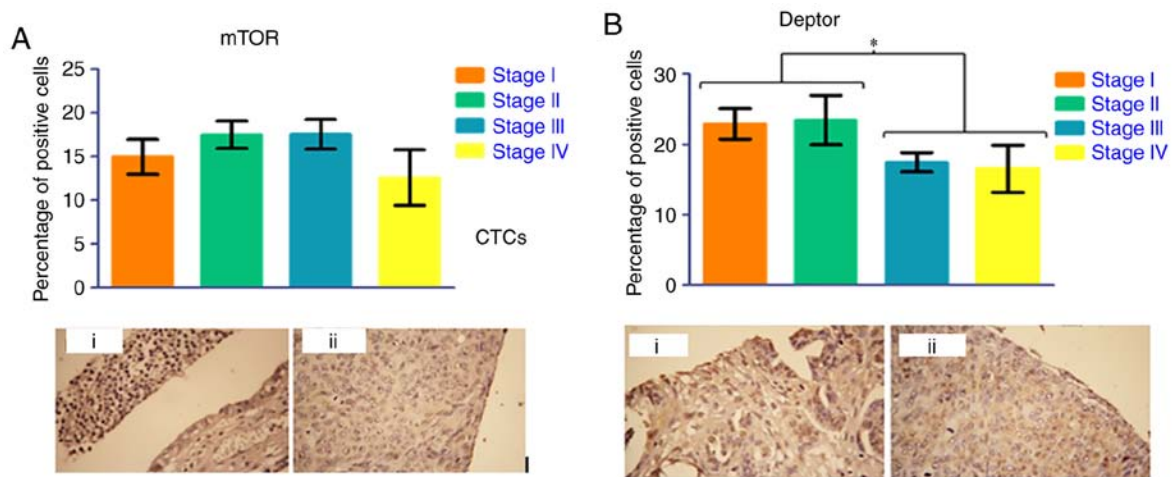 A
mTOR
Percentage of positive cells
25
20
15
10
5
0
Stage I
Stage II
Stage III
Stage IV
CTCs
i
ii
B
Deptor
*
Percentage of positive cells
30
20
10
0
Stage I
Stage II
Stage III
Stage IV
i
ii